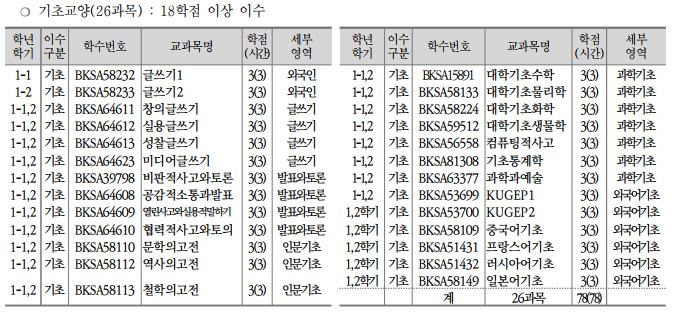 ○ 기초교양(26과목) : 18학점 이상 이수
학년 학기 이수 구분 학수번호 교과목명 학점 (시간) 세부 영역
1-1 기초 BKSA58232 글쓰기1 3(3) 외국인
1-2 기초 BKSA58233 글쓰기2 3(3) 외국인
1-1,2 기초 BKSA64611 창의글쓰기 3(3) 글쓰기
1-1,2 기초 BKSA64612 실용글쓰기 3(3) 글쓰기
1-1,2 기초 BKSA64613 성찰글쓰기 3(3) 글쓰기
1-1,2 기초 BKSA64623 미디어글쓰기 3(3) 글쓰기
1-1,2 기초 BKSA39798 비판적사고와토론 3(3) 발표와토론
1-1,2 기초 BKSA64608 공감적소통과발표 3(3) 발표와토론
1-1,2 기초 BKSA64609 열린사고와실용적말하기 3(3) 발표와토론
1-1,2 기초 BKSA64610 협력적사고와토의 3(3) 발표와토론
1-1,2 기초 BKSA58110 문학의고전 3(3) 인문기초
1-1,2 기초 BKSA58112 역사의고전 3(3) 인문기초
1-1,2 기초 BKSA58113 철학의고전 3(3) 인문기초
학년 학기 이수 구분 학수번호 교과목명 학점 (시간) 세부 영역
1-1,2 기초 BKSA15891 대학기초수학 3(3) 과학기초
1-1,2 기초 BKSA58133 대학기초물리학 3(3) 과학기초
1-1,2 기초 BKSA58224 대학기초화학 3(3) 과학기초
1-1,2 기초 BKSA59512 대학기초생물학 3(3) 과학기초
1-1,2 기초 BKSA56558 컴퓨팅적사고 3(3) 과학기초
1-1,2 기초 BKSA81308 기초통계학 3(3) 과학기초
1-1,2 기초 BKSA63377 과학과예술 3(3) 과학기초
1-1,2 기초 BKSA53699 KUGEP1 3(3) 외국어기초
1,2학기 기초 BKSA53700 KUGEP2 3(3) 외국어기초
1,2학기 기초 BKSA58109 중국어기초 3(3) 외국어기초
1,2학기 기초 BKSA51431 프랑스어기초 3(3) 외국어기초
1,2학기 기초 BKSA51432 러시아어기초 3(3) 외국어기초
1,2학기 기초 BKSA58149 일본어기초 3(3) 외국어기초
계 26과목 78(78)